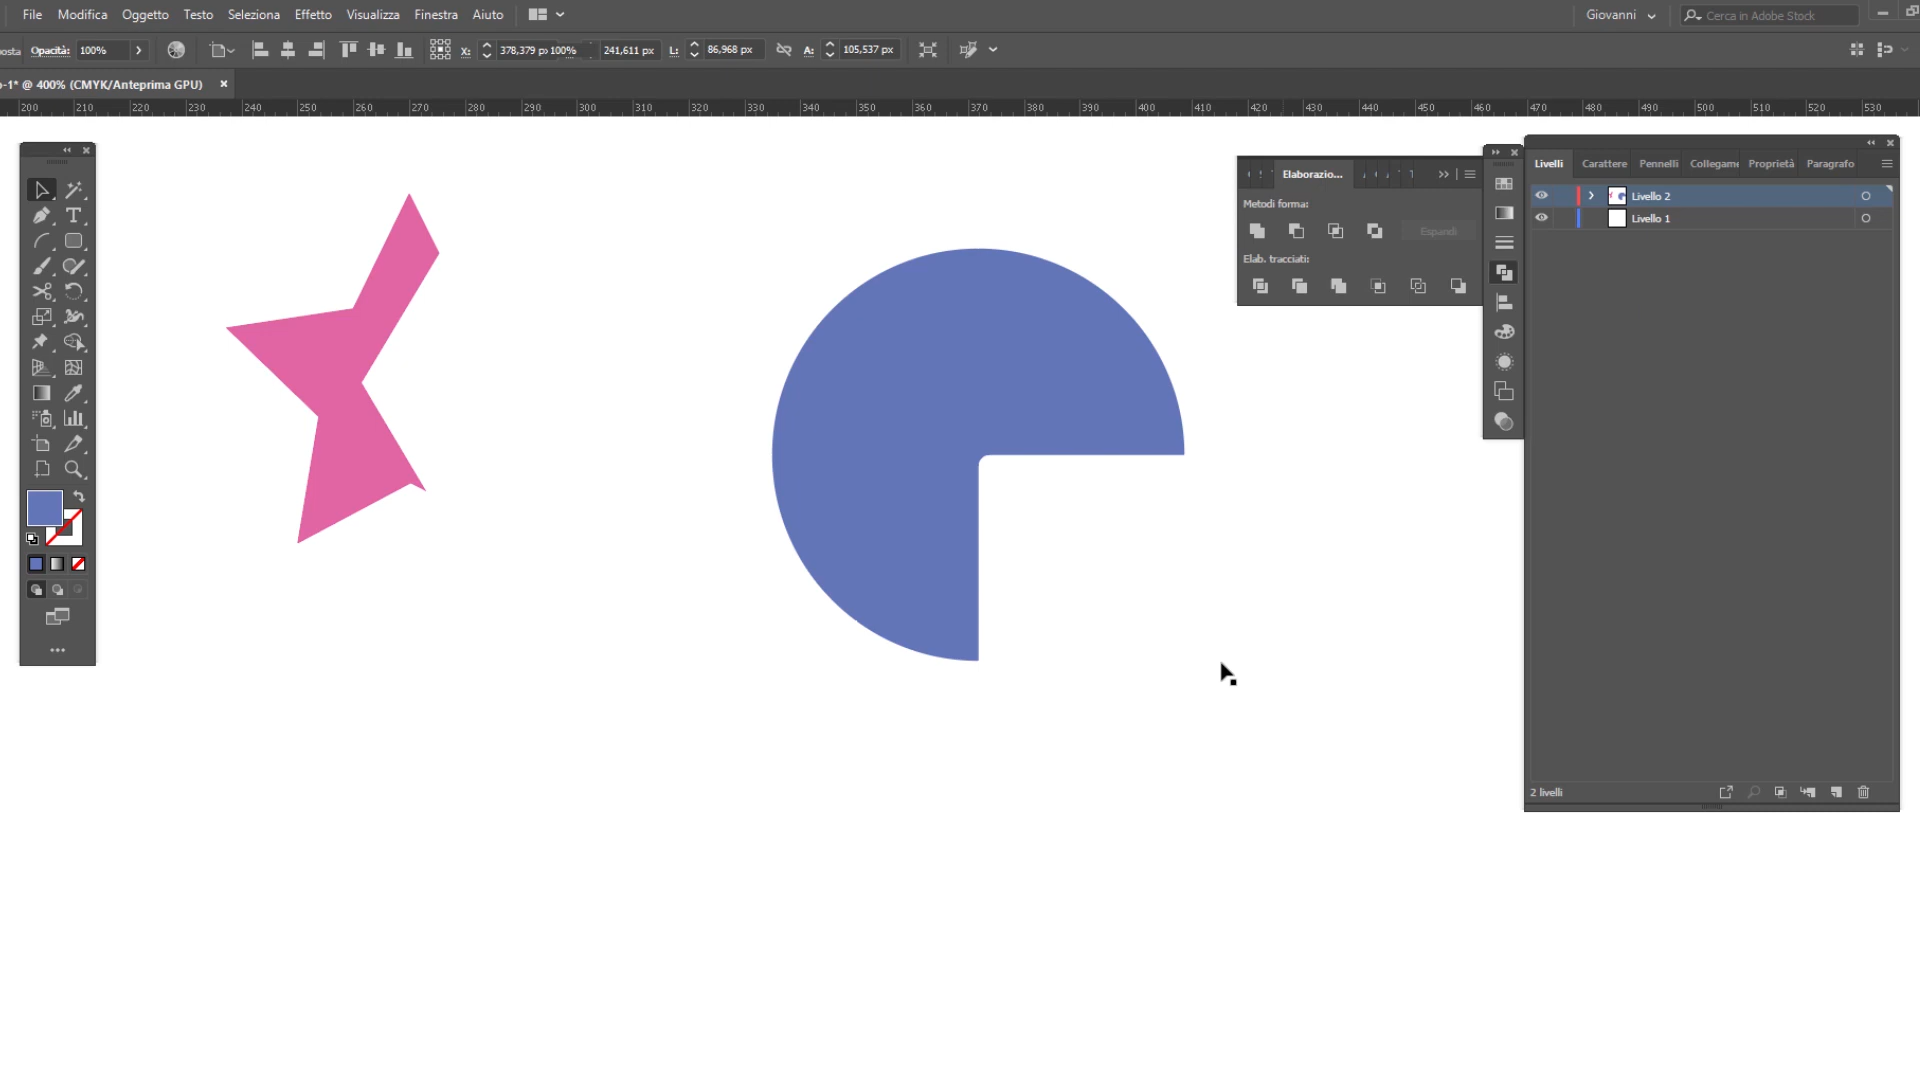 File Modifica Oggetto Testo Seleziona Effetto Visualizza Finestra Aiuto Giovanni Cerca in Adobe Stock
osta Opacità: 100% X: 378,379 p 100% 241,611 px L: 86,968 px A: 105,537 px
-1* @ 400% (CMYK/Anteprima GPU)
200 210 220 230 240 250 260 270 280 290 300 310 320 330 340 350 360 370 380 390 400 410 420 430 440 450 460 470 480 490 500 510 520 530
Livelli Carattere Pennelli Collegame Proprietà Paragrafo
Elaborazio...
Livello 2
Metodi forma:
Livello 1
Espandi
Elab. tracciati:
2 livelli